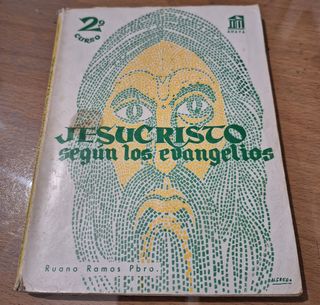 2º
CURSO
ANAYA
JESUCRISTO
según los evangelios
Ruano Ramos Pbro.